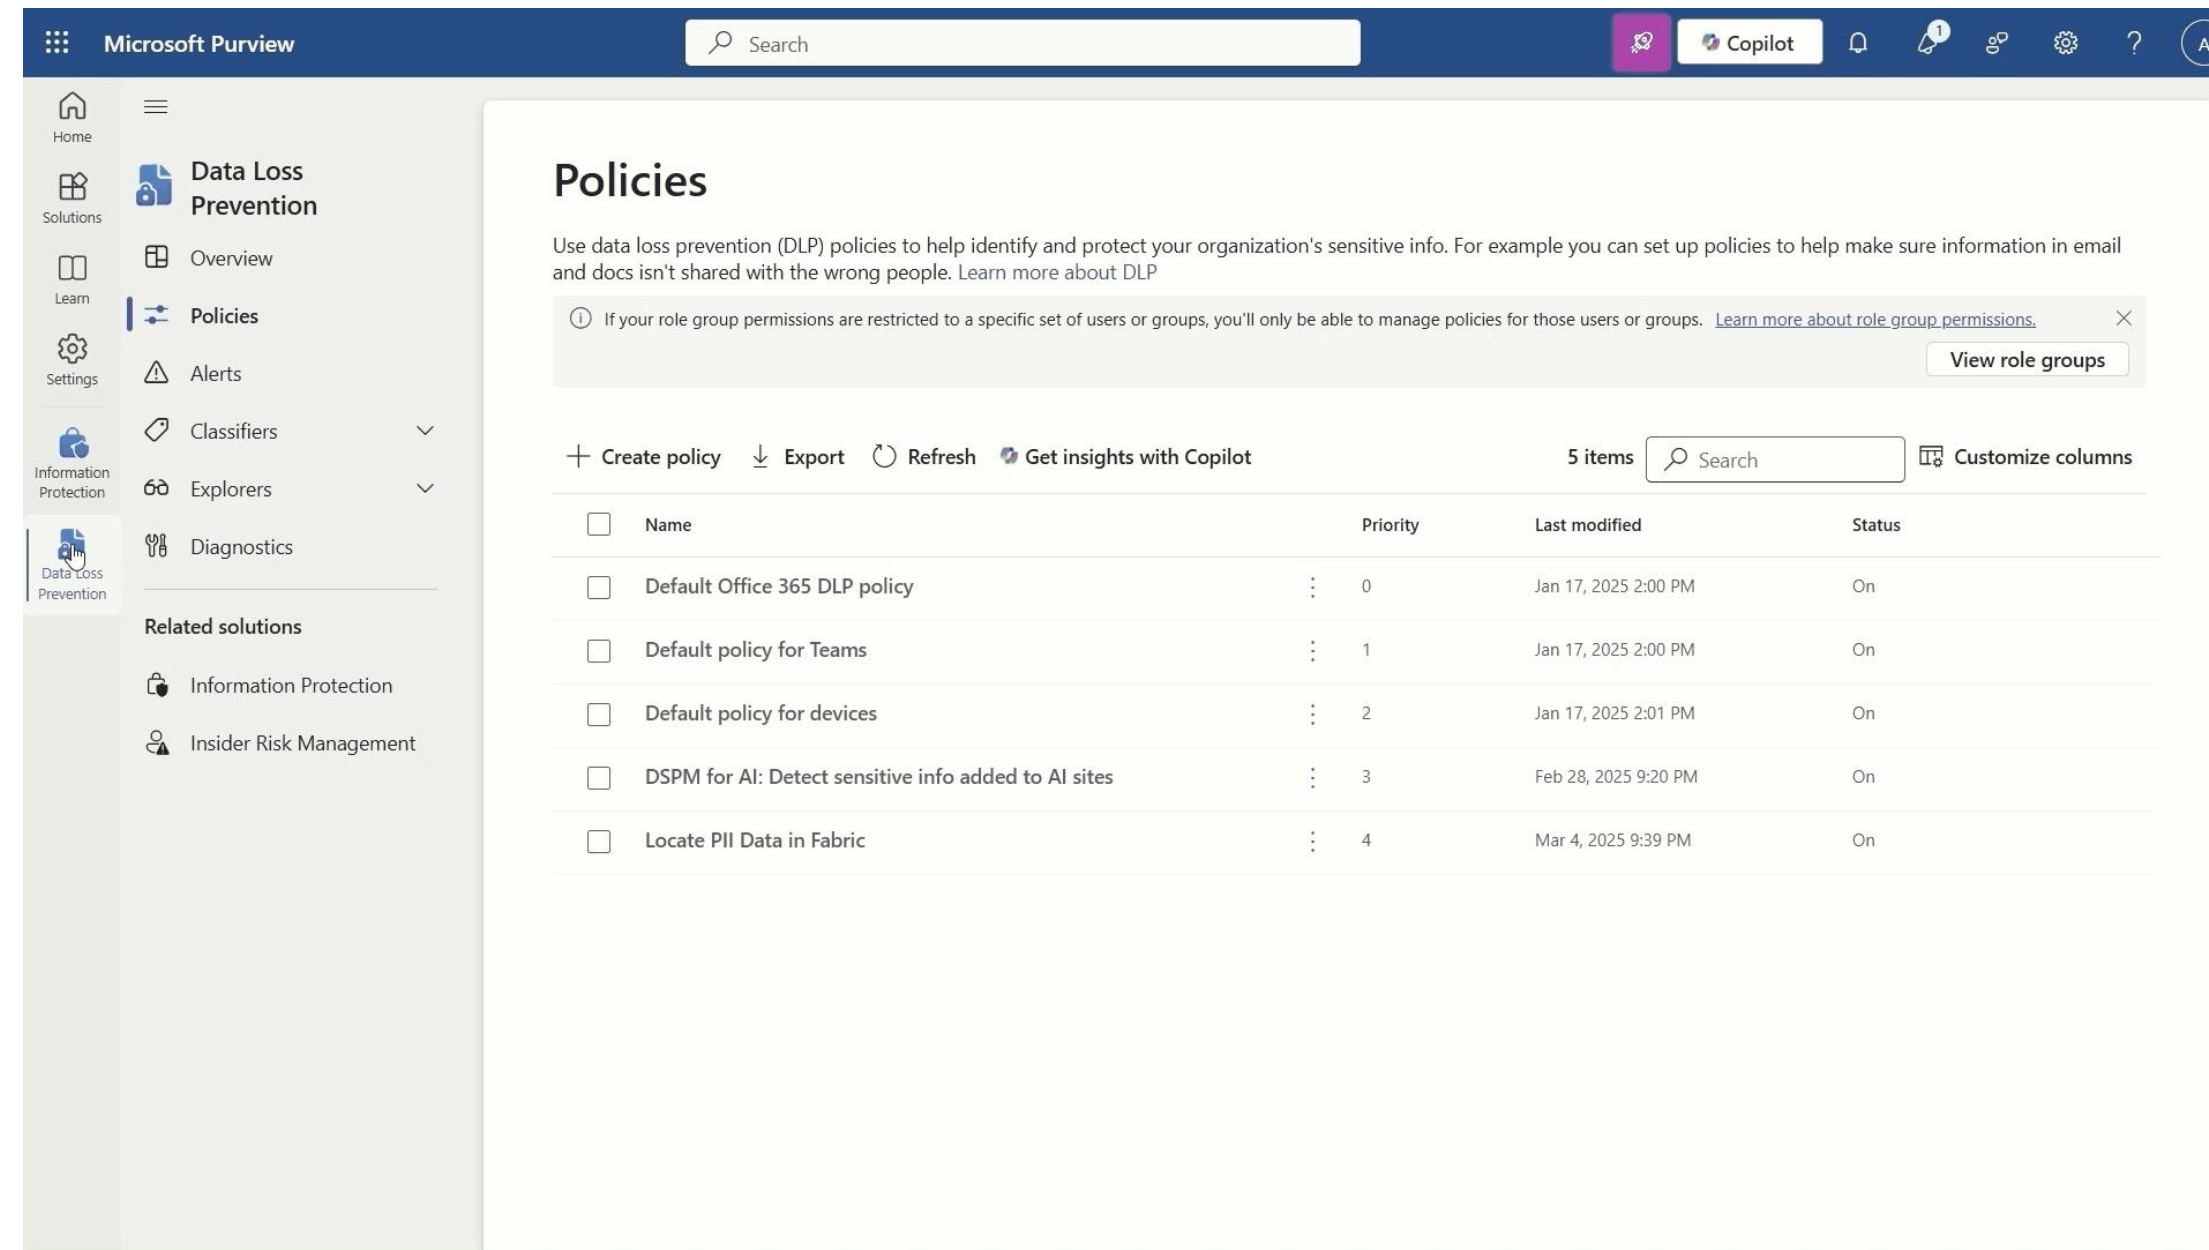 Microsoft Purview
Search
Copilot
1
A
Home
Solutions
Learn
Settings
Information
Protection
Data Loss
Prevention
Data Loss
Prevention
Overview
Policies
Alerts
Classifiers
Explorers
Diagnostics
Related solutions
Information Protection
Insider Risk Management
Policies
Use data loss prevention (DLP) policies to help identify and protect your organization's sensitive info. For example you can set up policies to help make sure information in email
and docs isn't shared with the wrong people. Learn more about DLP
If your role group permissions are restricted to a specific set of users or groups, you'll only be able to manage policies for those users or groups. Learn more about role group permissions.
View role groups
Create policy Export Refresh Get insights with Copilot 5 items Search Customize columns
Name Priority Last modified Status
Default Office 365 DLP policy 0 Jan 17, 2025 2:00 PM On
Default policy for Teams 1 Jan 17, 2025 2:00 PM On
Default policy for devices 2 Jan 17, 2025 2:01 PM On
DSPM for AI: Detect sensitive info added to AI sites 3 Feb 28, 2025 9:20 PM On
Locate PII Data in Fabric 4 Mar 4, 2025 9:39 PM On